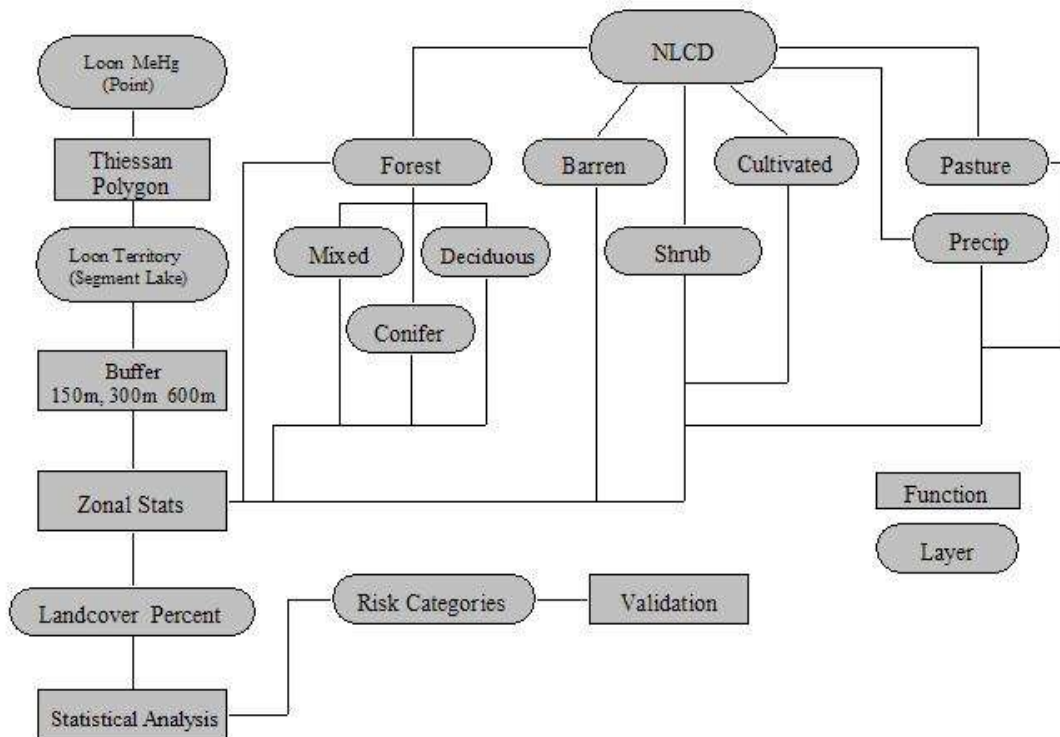 Loon MeHg
(Point)
Thiessan
Polygon
Loon Territory
(Segment Lake)
Buffer
150m, 300m 600m
Zonal Stats
Landcover Percent
Statistical Analysis
NLCD
Forest
Barren
Cultivated
Pasture
Mixed
Deciduous
Shrub
Precip
Conifer
Risk Categories
Validation
Function
Layer